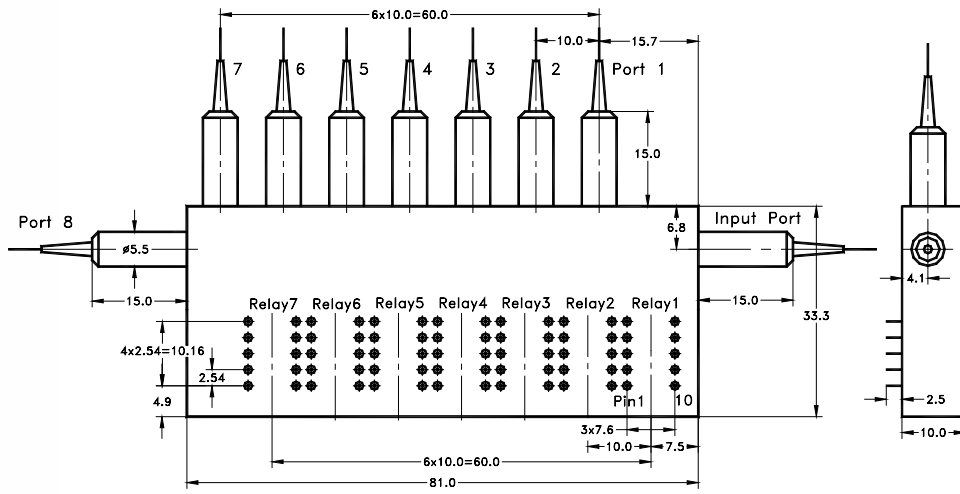 6x10.0=60.0
10.0
15.7
7
6
5
4
3
2
Port 1
15.0
Port 8
Input Port
6.8
ø5.5
4.1
15.0
15.0
33.3
Relay7
Relay6
Relay5
Relay4
Relay3
Relay2
Relay1
4x2.54=10.16
2.54
4.9
Pin1
10
2.5
3x7.6
10.0
7.5
10.0
6x10.0=60.0
81.0